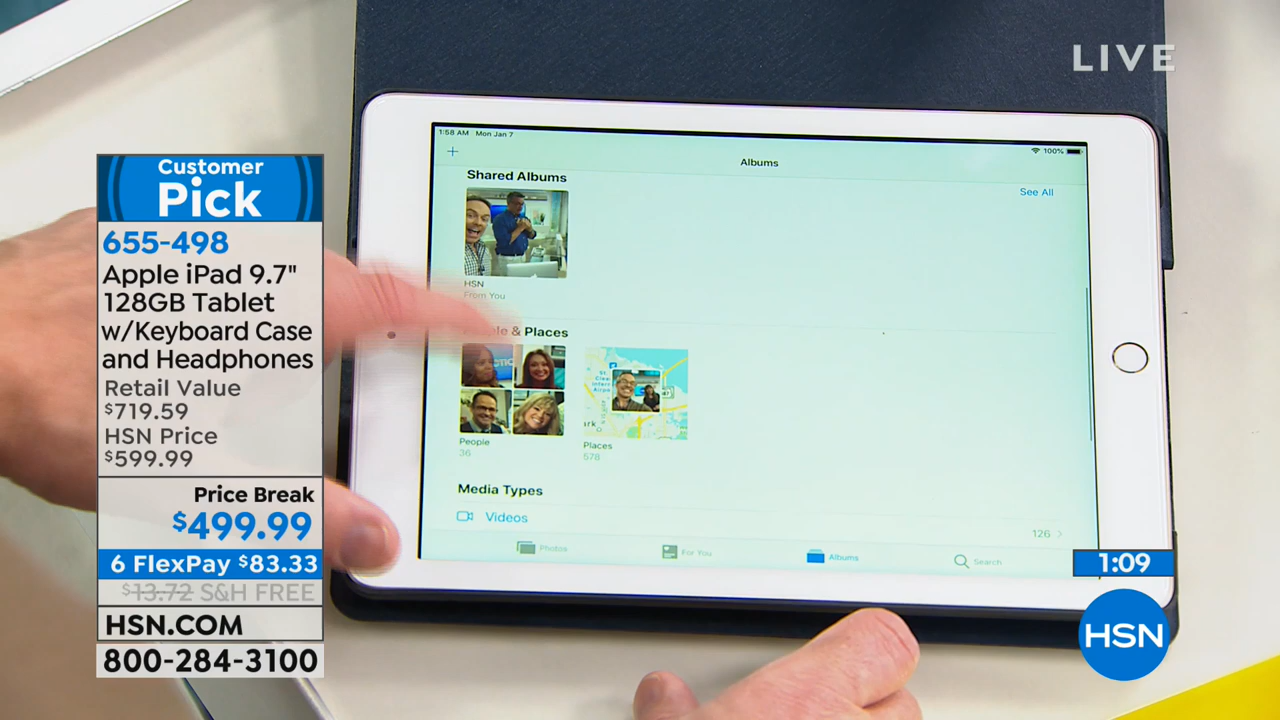 LIVE
Customer
Pick
655-498
Apple iPad 9.7"
128GB Tablet
w/Keyboard Case
and Headphones
Retail Value
$719.59
HSN Price
$599.99
Price Break
$499.99
6 FlexPay $83.33
$13.72 S&H FREE
HSN.COM
800-284-3100
1:58 AM Mon Jan 7
100%
Albums
Shared Albums
See All
HSN
From You
& Places
People
36
Places
578
Media Types
Videos
126
Photos
For You
Albums
Search
1:09
HSN